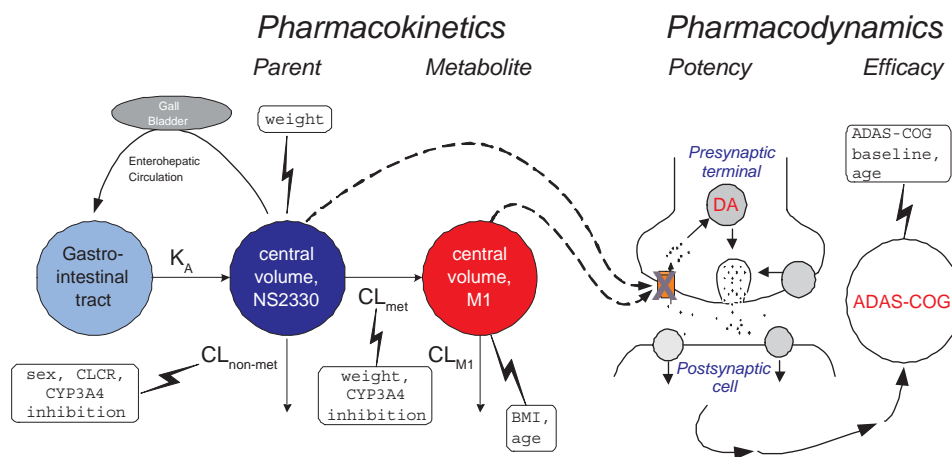 Pharmacokinetics
Pharmacodynamics
Parent
Metabolite
Potency
Efficacy
Gall
Bladder
weight
ADAS-COG
baseline,
age
Enterohepatic
Circulation
Presynaptic
terminal
DA
Gastro-
intestinal
tract
KA
central
volume,
NS2330
CLmet
central
volume,
M1
ADAS-COG
CLnon-met
sex, CLCR,
CYP3A4
inhibition
weight,
CYP3A4
inhibition
CLM1
BMI,
age
Postsynaptic
cell